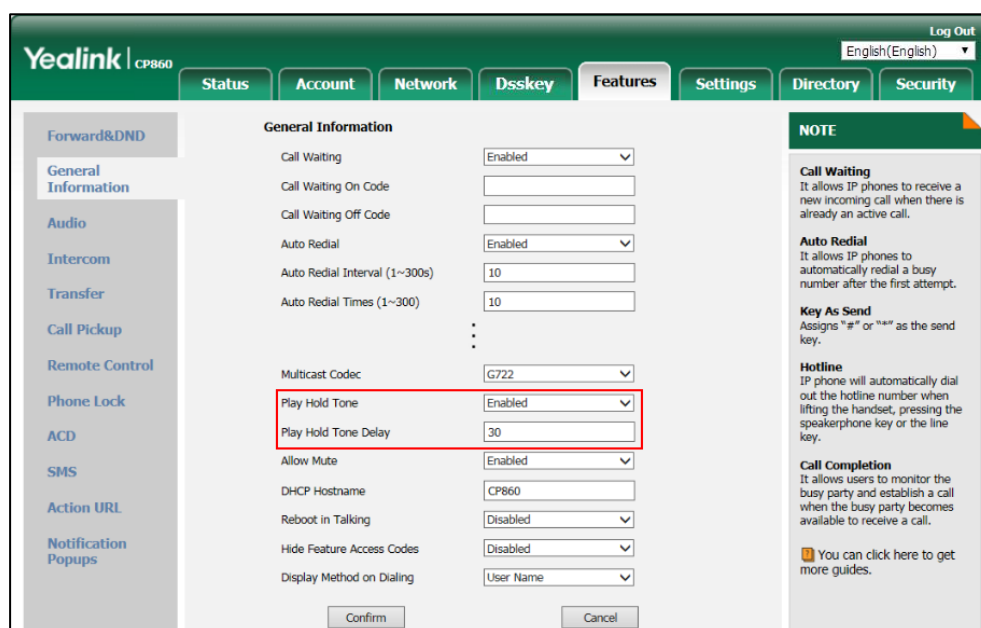 Log Out
Yealink CP860
English(English)
Status Account Network Dsskey Features Settings Directory Security
Forward&DND
General
Information
Audio
Intercom
Transfer
Call Pickup
Remote Control
Phone Lock
ACD
SMS
Action URL
Notification
Popups
General Information
Call Waiting Enabled
Call Waiting On Code
Call Waiting Off Code
Auto Redial Enabled
Auto Redial Interval (1~300s) 10
Auto Redial Times (1~300) 10
Multicast Codec G722
Play Hold Tone Enabled
Play Hold Tone Delay 30
Allow Mute Enabled
DHCP Hostname CP860
Reboot in Talking Disabled
Hide Feature Access Codes Disabled
Display Method on Dialing User Name
Confirm Cancel
NOTE
Call Waiting
It allows IP phones to receive a
new incoming call when there is
already an active call.
Auto Redial
It allows IP phones to
automatically redial a busy
number after the first attempt.
Key As Send
Assigns "#" or "*" as the send
key.
Hotline
IP phone will automatically dial
out the hotline number when
lifting the handset, pressing the
speakerphone key or the line
key.
Call Completion
It allows users to monitor the
busy party and establish a call
when the busy party becomes
available to receive a call.
You can click here to get
more guides.